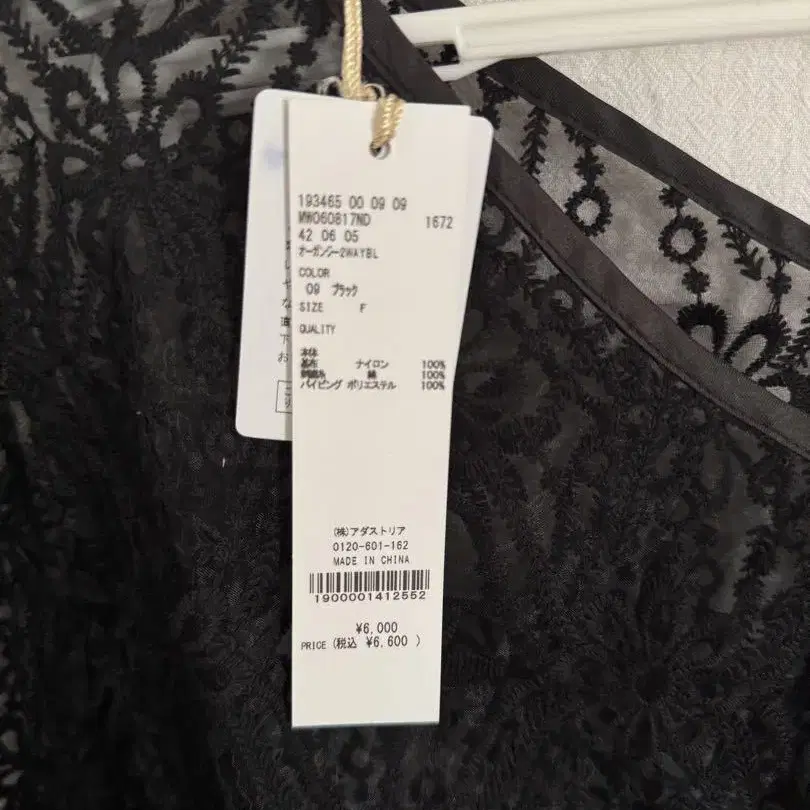 193465 00 09 09
MW060817ND 1672
42 06 05
オーガンジー2WAYBL
COLOR
09 ブラック
SIZE F
QUALITY
本体
基布 ナイロン 100%
刺繍糸 綿 100%
パイピング ポリエステル 100%
(株)アダストリア
0120-601-162
MADE IN CHINA
1900001412552
¥6,000
PRICE (税込 ¥6,600 )